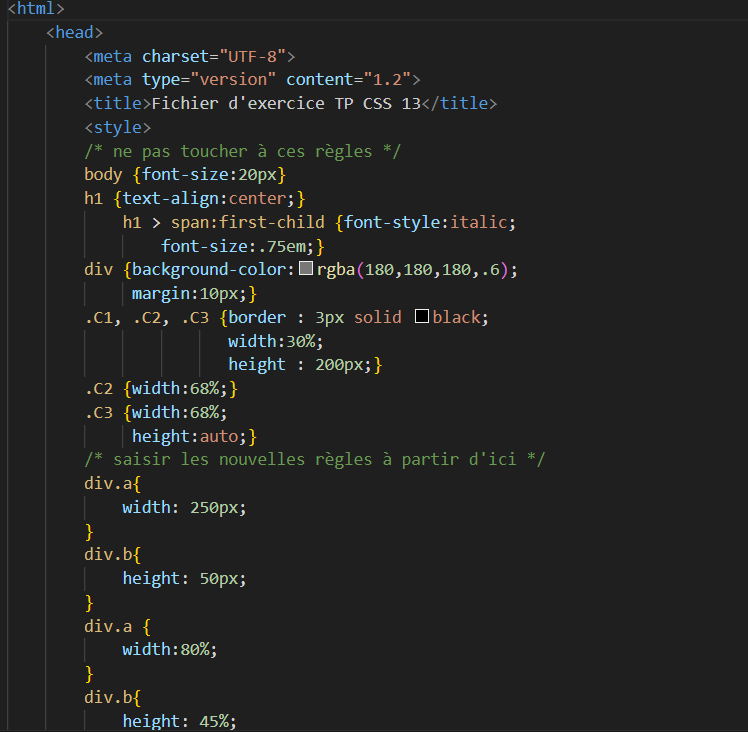 <html>
<head>
<meta charset="UTF-8">
<meta type="version" content="1.2">
<title>Fichier d'exercice TP CSS 13</title>
<style>
/* ne pas toucher à ces règles */
body {font-size:20px}
h1 {text-align:center;}
h1 > span:first-child {font-style:italic;
font-size:.75em;}
div {background-color:rgba(180,180,180,.6);
margin:10px;}
.C1, .C2, .C3 {border : 3px solid black;
width:30%;
height : 200px;}
.C2 {width:68%;}
.C3 {width:68%;
height:auto;}
/* saisir les nouvelles règles à partir d'ici */
div.a{
width: 250px;
}
div.b{
height: 50px;
}
div.a {
width:80%;
}
div.b{
height: 45%;